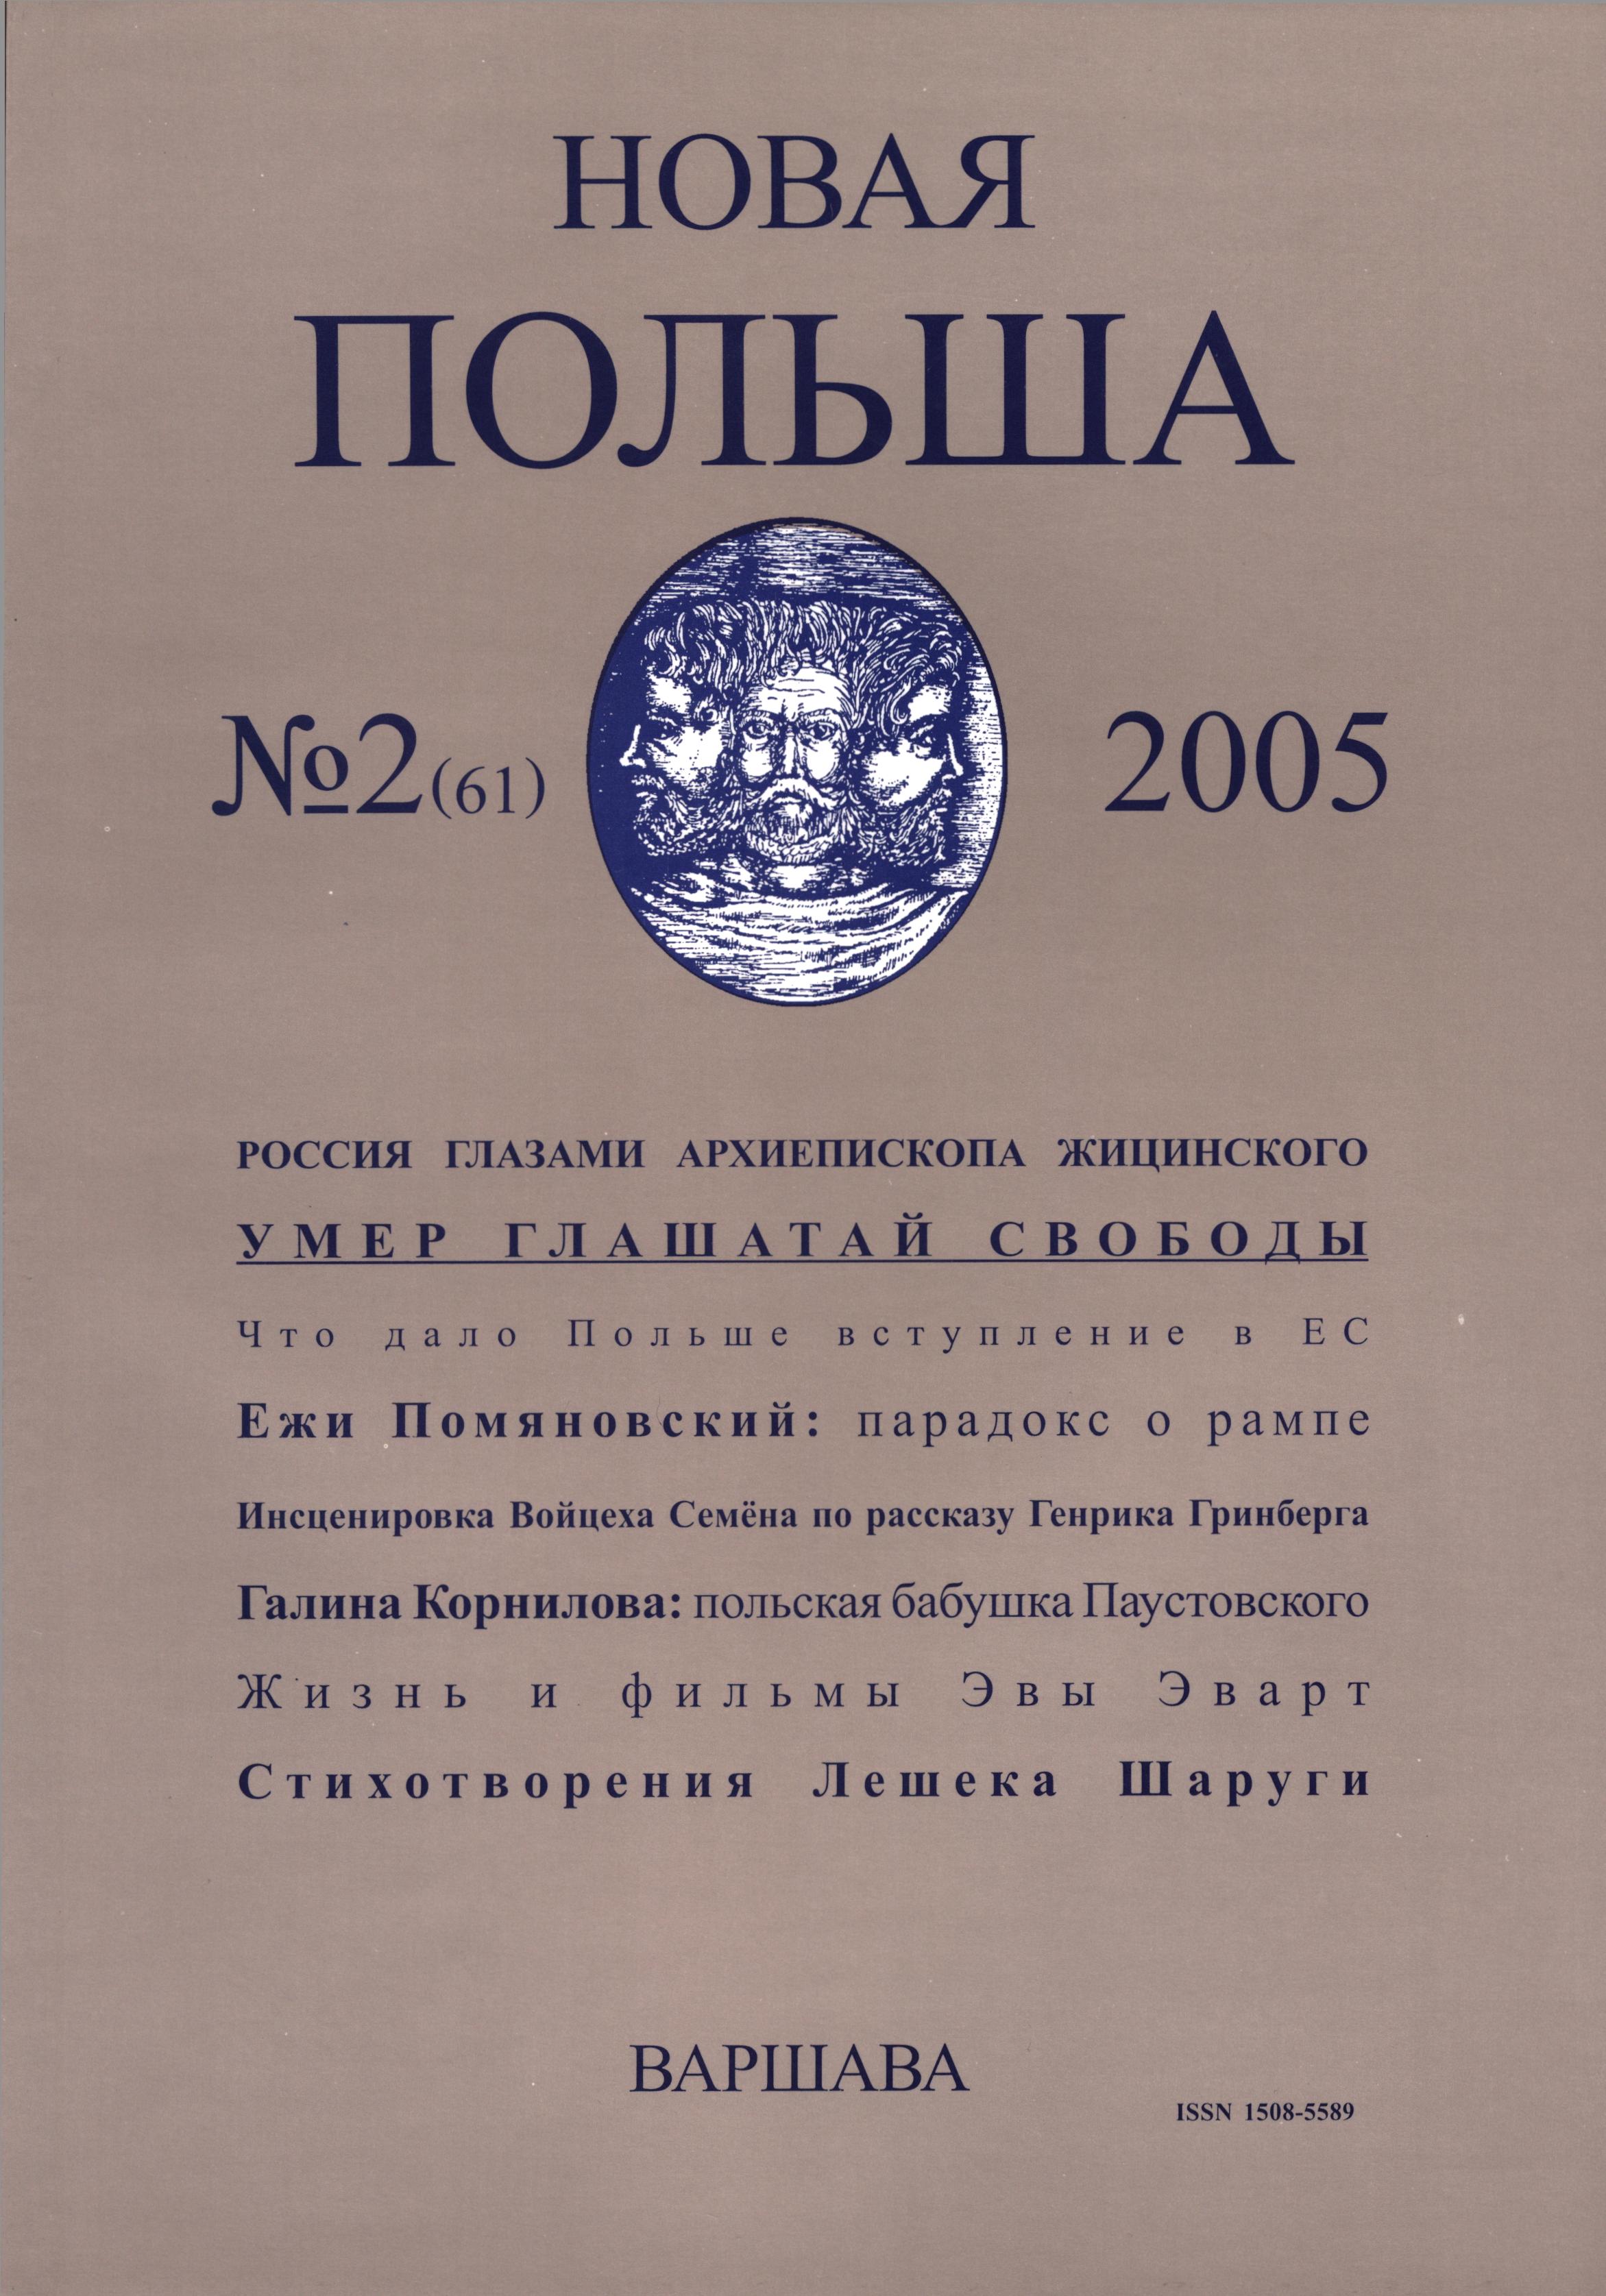 НОВАЯ
ПОЛЬША
№2(61)
2005
РОССИЯ ГЛАЗАМИ АРХИЕПИСКОПА ЖИЦИНСКОГО
УМЕР ГЛАШАТАЙ СВОБОДЫ
Что дало Польше вступление в ЕС
Ежи Помяновский: парадокс о рампе
Инсценировка Войцеха Семёна по рассказу Генрика Гринберга
Галина Корнилова: польская бабушка Паустовского
Жизнь и фильмы Эвы Эварт
Стихотворения Лешека Шаруги
ВАРШАВА
ISSN 1508-5589